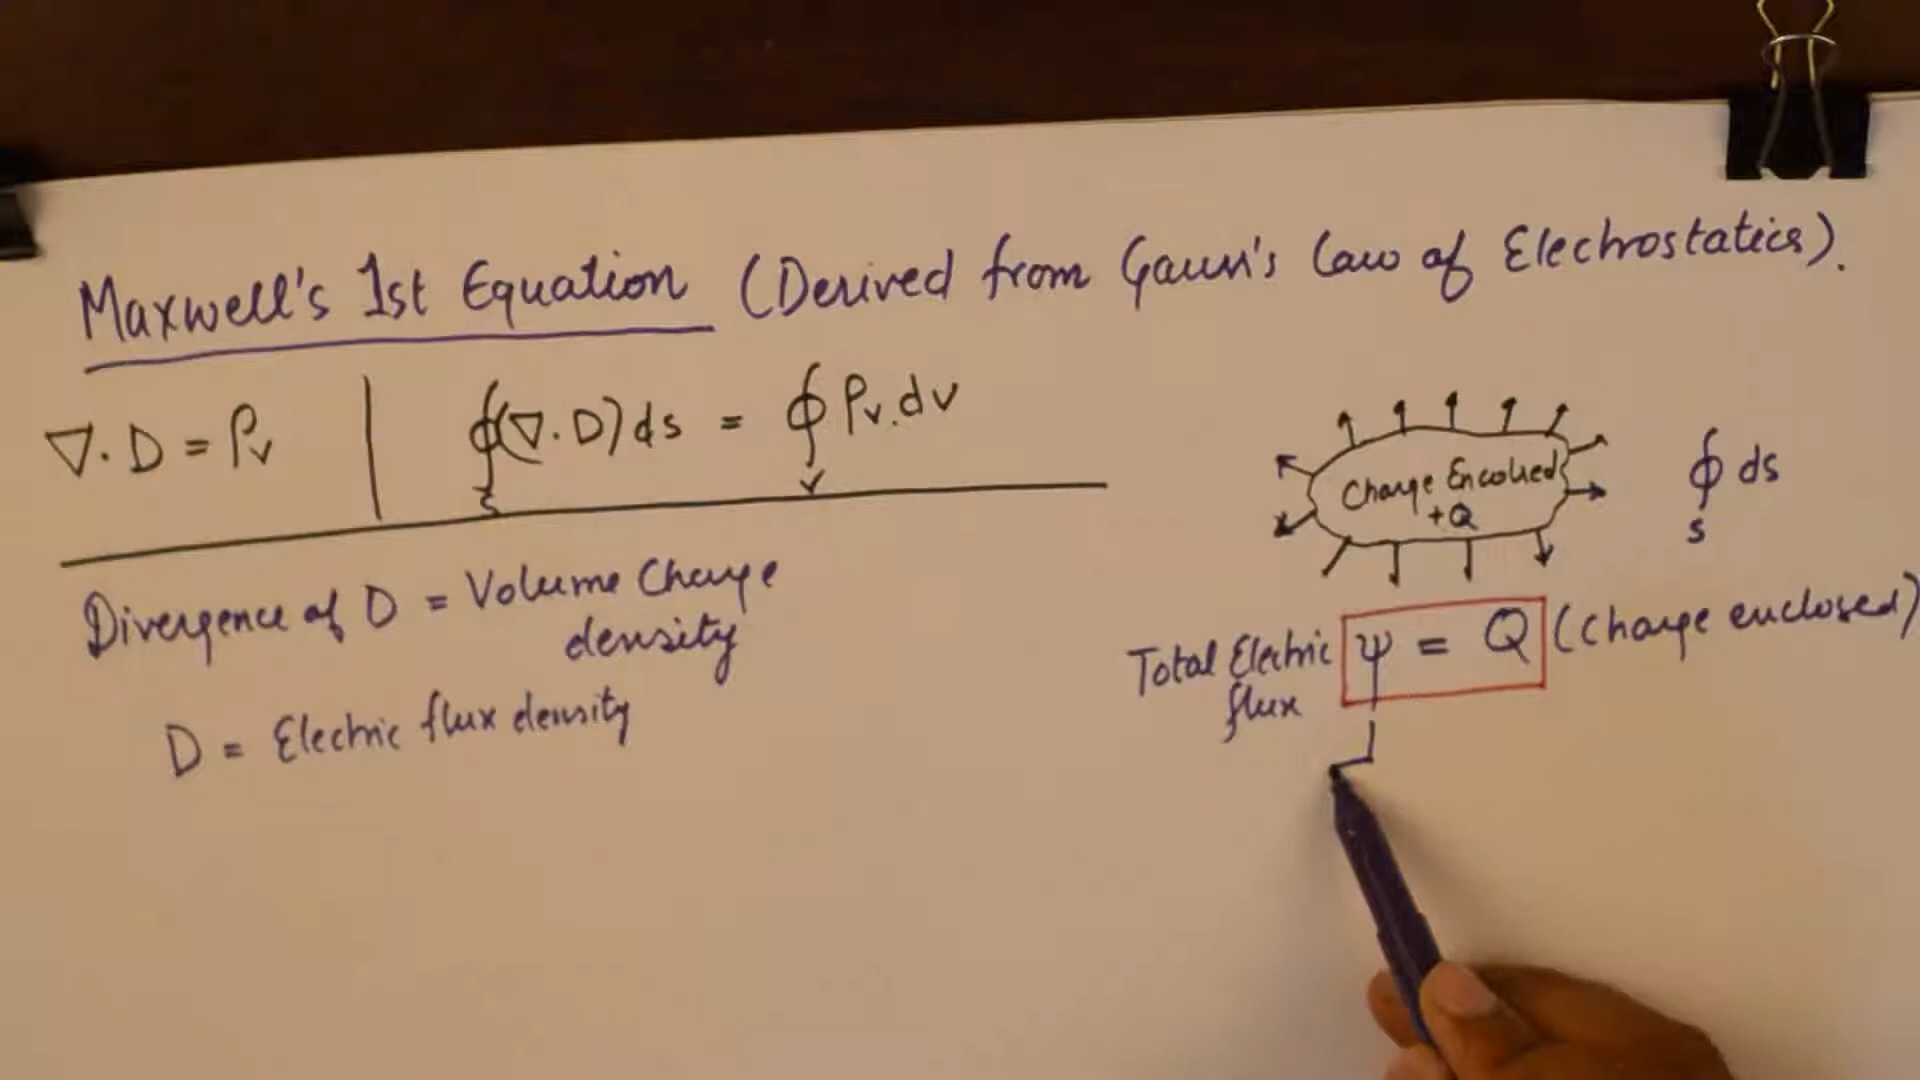 Maxwell's 1st Equation (Derived from Gauss's Law of Electrostatics).
∇.D = ρv | ∮s (∇.D) ds = ∮v ρv.dv
Divergence of D = Volume Charge
density
D = Electric flux density
Charge Encolsed
+Q
∮s ds
Total Electric ψ = Q (Charge enclosed)
flux